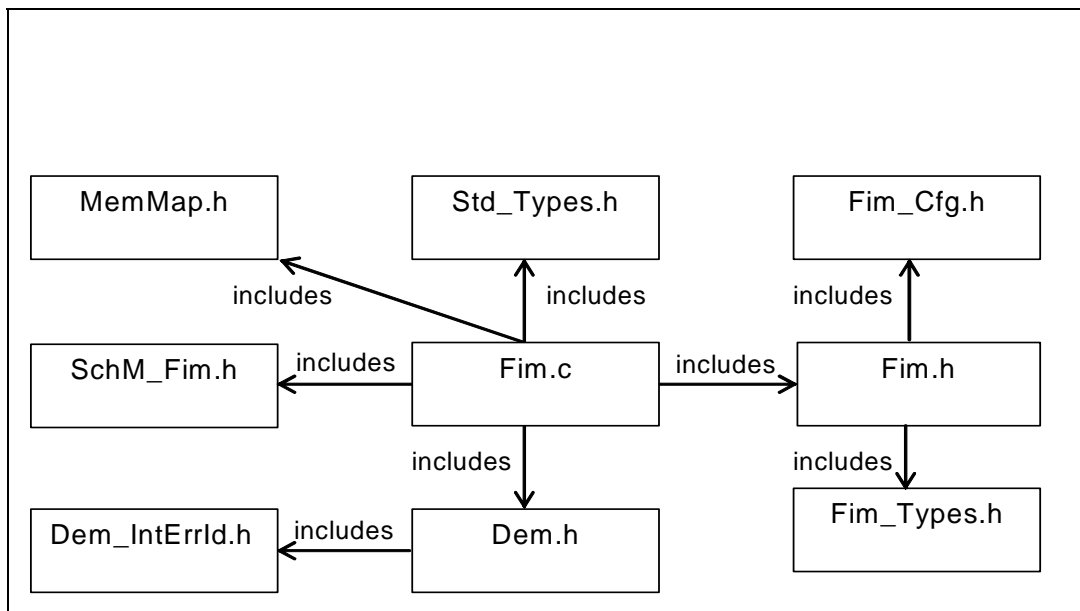 MemMap.h
Std_Types.h
Fim_Cfg.h
includes
includes
includes
SchM_Fim.h
includes
Fim.c
includes
Fim.h
includes
includes
Dem_IntErrId.h
includes
Dem.h
Fim_Types.h